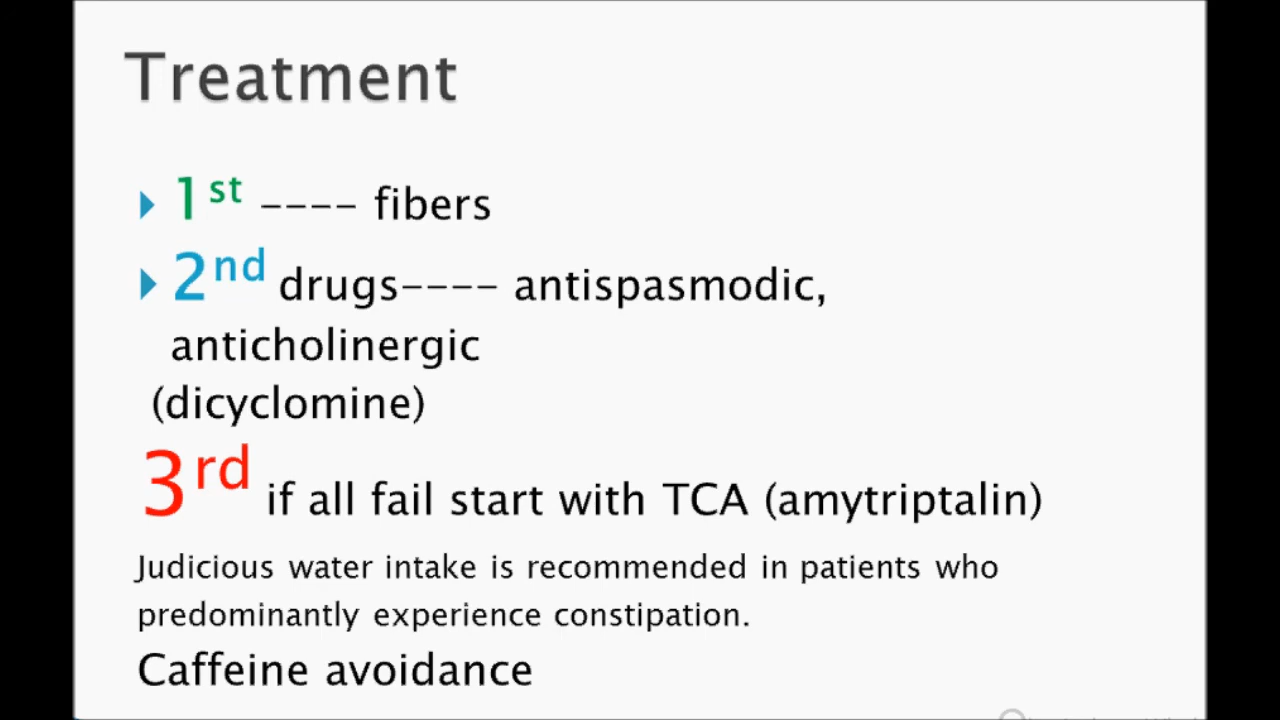 Treatment
1st ---- fibers
2nd drugs---- antispasmodic,
anticholinergic
(dicyclomine)
3rd if all fail start with TCA (amytriptalin)
Judicious water intake is recommended in patients who
predominantly experience constipation.
Caffeine avoidance